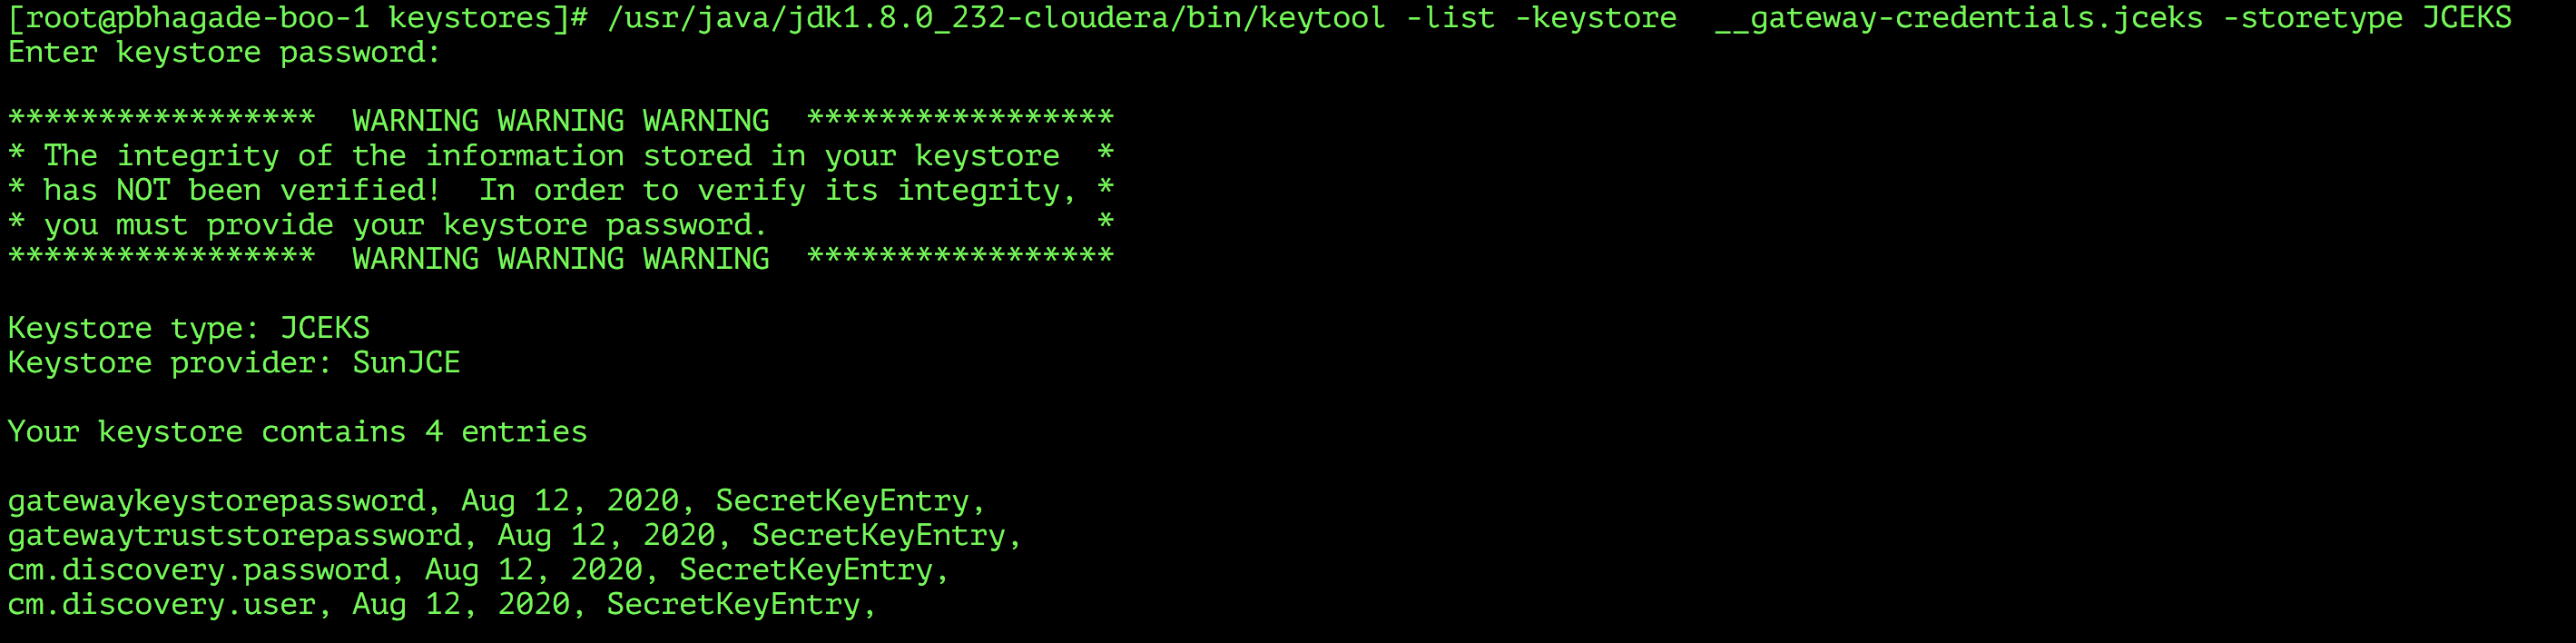 [root@pbhagade-boo-1 keystores]# /usr/java/jdk1.8.0_232-cloudera/bin/keytool -list -keystore  __gateway-credentials.jceks -storetype JCEKS
Enter keystore password:
*****************  WARNING WARNING WARNING  *****************
* The integrity of the information stored in your keystore  *
* has NOT been verified!  In order to verify its integrity, *
* you must provide your keystore password.                  *
*****************  WARNING WARNING WARNING  *****************
Keystore type: JCEKS
Keystore provider: SunJCE
Your keystore contains 4 entries
gatewaykeystorepassword, Aug 12, 2020, SecretKeyEntry,
gatewaytruststorepassword, Aug 12, 2020, SecretKeyEntry,
cm.discovery.password, Aug 12, 2020, SecretKeyEntry,
cm.discovery.user, Aug 12, 2020, SecretKeyEntry,